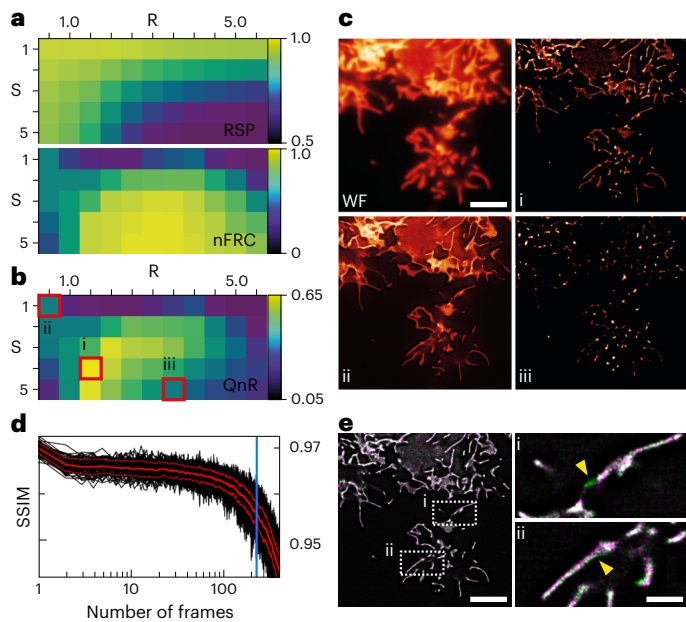 a
1.0 R 5.0
1
S
5
RSP
1.0
0.5
1
S
5
nFRC
1.0
0
b
1.0 R 5.0
1
S
5
ii
i
iii
QnR
0.65
0.05
c
WF
i
ii
iii
d
SSIM
0.97
0.95
1 10 100
Number of frames
e
i
ii
i
ii